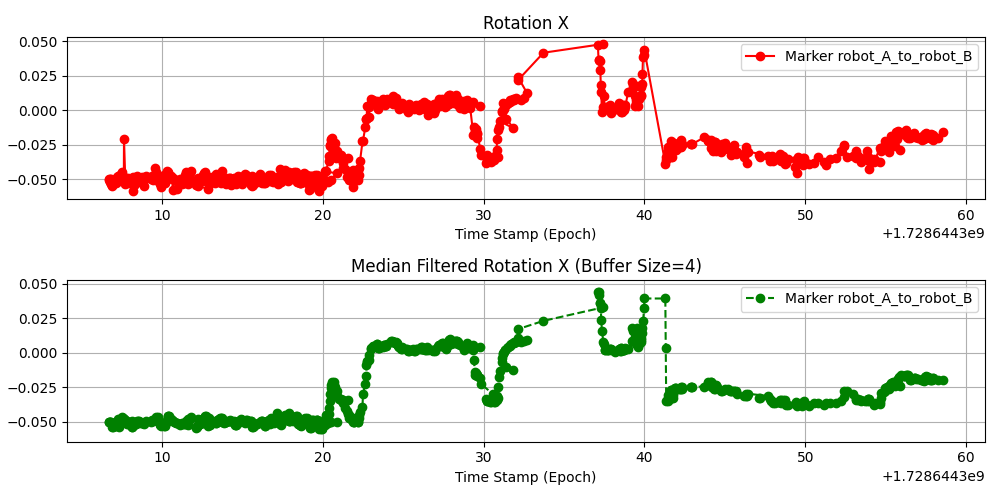 Rotation X
0.050
0.025
0.000
−0.025
−0.050
Marker robot_A_to_robot_B
10 20 30 40 50 60
Time Stamp (Epoch)
+1.7286443e9
Median Filtered Rotation X (Buffer Size=4)
0.050
0.025
0.000
−0.025
−0.050
Marker robot_A_to_robot_B
10 20 30 40 50 60
Time Stamp (Epoch)
+1.7286443e9